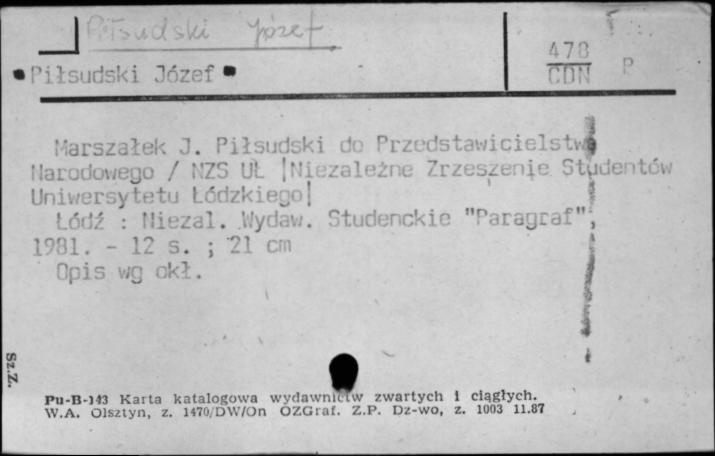 Piłsudski Józef
478
CDN P
Piłsudski Józef
Marszałek J. Piłsudski do Przedstawicielstwa
Narodowego / NZS UŁ |Niezależne Zrzeszenie Studentów
Uniwersytetu Łódzkiego|
Łódź : Niezal. Wydaw. Studenckie "Paragraf",
1981. - 12 s. ; 21 cm
Opis wg okł.
Sz.Z.
Pu-B-143 Karta katalogowa wydawnictw zwartych i ciągłych.
W.A. Olsztyn, z. 1470/DW/On OZGraf. Z.P. Dz-wo, z. 1003 11.87